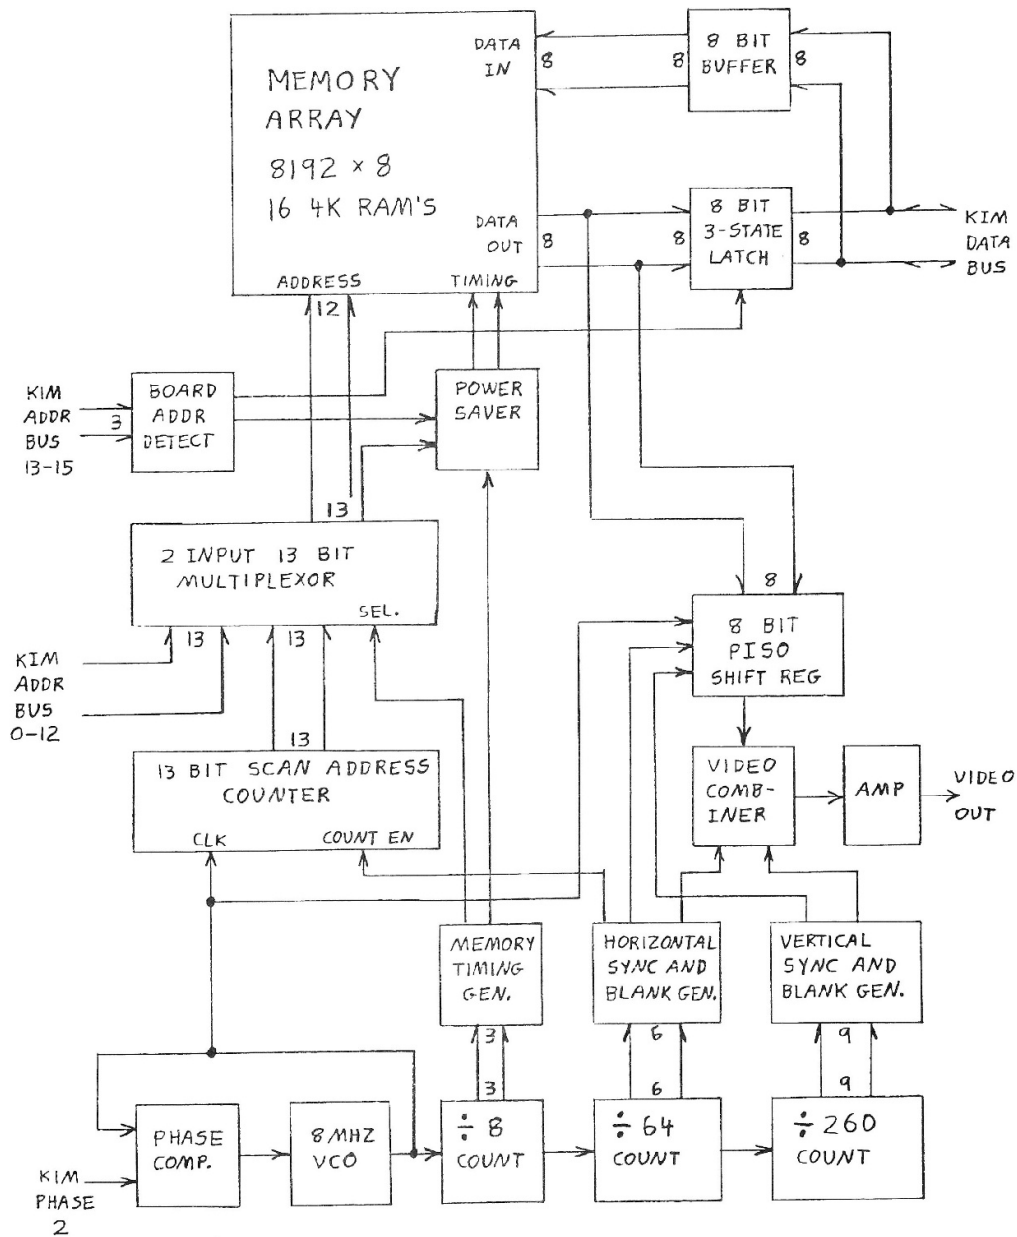 MEMORY
ARRAY
8192 × 8
16 4K RAM'S
DATA
IN
8
8
8 BIT
BUFFER
8
DATA
OUT
8
8
8 BIT
3-STATE
LATCH
8
KIM
DATA
BUS
ADDRESS
TIMING
12
KIM
ADDR
BUS
13-15
3
BOARD
ADDR
DETECT
POWER
SAVER
13
2 INPUT 13 BIT
MULTIPLEXOR
SEL.
8
8 BIT
PISO
SHIFT REG
KIM
ADDR
BUS
0-12
13
13
13
13 BIT SCAN ADDRESS
COUNTER
CLK
COUNT EN
VIDEO
COMB-
INER
AMP
VIDEO
OUT
MEMORY
TIMING
GEN.
HORIZONTAL
SYNC AND
BLANK GEN.
VERTICAL
SYNC AND
BLANK GEN.
3
6
9
3
6
9
PHASE
COMP.
8 MHZ
VCO
÷ 8
COUNT
÷ 64
COUNT
÷ 260
COUNT
KIM
PHASE
2